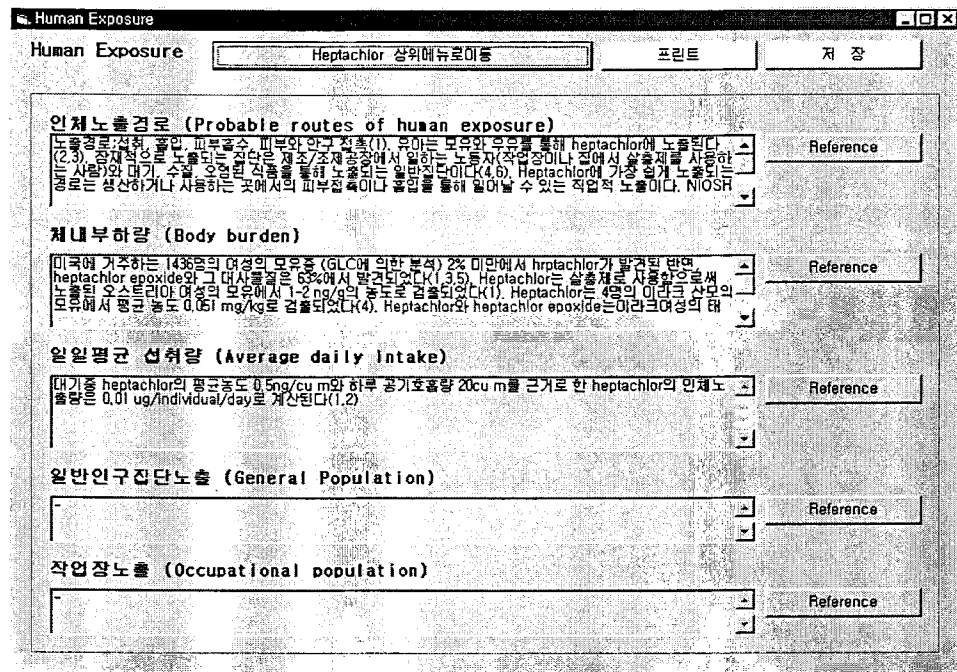 Human Exposure
Human Exposure
Heptachlor 상위메뉴로이동
프린트
저 장
인체노출경로 (Probable routes of human exposure)
노출경로:섭취, 흡입, 피부흡수, 피부와 안구 접촉(1). 유아는 모유와 우유를 통해 heptachlor에 노출된다
(2,3). 잠재적으로 노출되는 집단은 제조/조제공장에서 일하는 노동자(작업장이나 집에서 살충제를 사용하
는 사람)와 대기, 수질, 오염된 식품을 통해 노출되는 일반집단이다(4,6). Heptachlor에 가장 쉽게 노출되는
경로는 생산하거나 사용하는 곳에서의 피부접촉이나 흡입을 통해 일어날 수 있는 직업적 노출이다. NIOSH
Reference
체내부하량 (Body burden)
미국에 거주하는 1436명의 여성의 모유중 (GLC에 의한 분석) 2% 미만에서 hrptachlor가 발견된 반면
heptachlor epoxide와 그 대사물질은 63%에서 발견되었다(1,3,5). Heptachlor는 살충제로 사용함으로써
노출된 오스트리아 여성의 모유에서 1-2 ng/g의 농도로 검출되었다(1). Heptachlor는 4명의 이라크 산모의
모유에서 평균 농도 0.051 mg/kg로 검출되었다(4). Heptachlor와 heptachlor epoxide는이라크여성의 태
Reference
일일평균 섭취량 (Average daily intake)
대기중 heptachlor의 평균농도 0.5ng/cu m와 하루 공기호흡량 20cu m를 근거로 한 heptachlor의 인체노
출량은 0.01 ug/individual/day로 계산된다(1,2)
Reference
일반인구집단노출 (General Population)
-
Reference
작업장노출 (Occupational population)
-
Reference